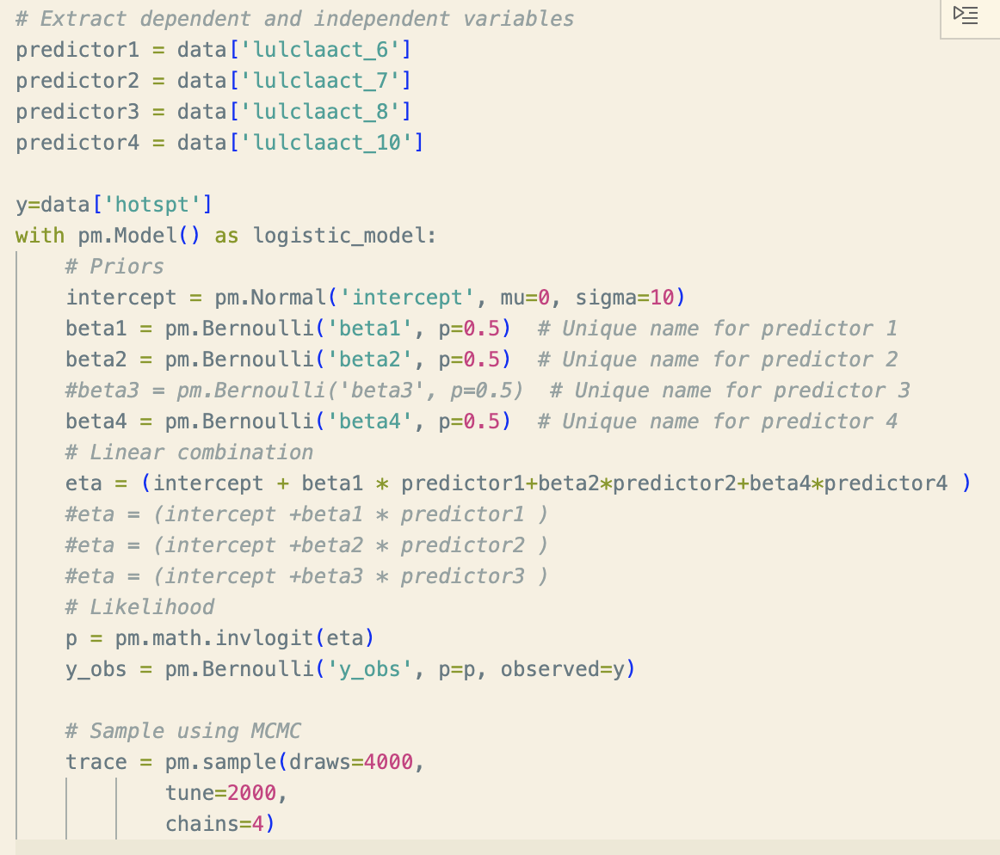 # Extract dependent and independent variables
predictor1 = data['lulclaact_6']
predictor2 = data['lulclaact_7']
predictor3 = data['lulclaact_8']
predictor4 = data['lulclaact_10']

y=data['hotspt']
with pm.Model() as logistic_model:
    # Priors
    intercept = pm.Normal('intercept', mu=0, sigma=10)
    beta1 = pm.Bernoulli('beta1', p=0.5)  # Unique name for predictor 1
    beta2 = pm.Bernoulli('beta2', p=0.5)  # Unique name for predictor 2
    #beta3 = pm.Bernoulli('beta3', p=0.5)  # Unique name for predictor 3
    beta4 = pm.Bernoulli('beta4', p=0.5)  # Unique name for predictor 4
    # Linear combination
    eta = (intercept + beta1 * predictor1+beta2*predictor2+beta4*predictor4 )
    #eta = (intercept +beta1 * predictor1 )
    #eta = (intercept +beta2 * predictor2 )
    #eta = (intercept +beta3 * predictor3 )
    # Likelihood
    p = pm.math.invlogit(eta)
    y_obs = pm.Bernoulli('y_obs', p=p, observed=y)

    # Sample using MCMC
    trace = pm.sample(draws=4000,
            tune=2000,
            chains=4)